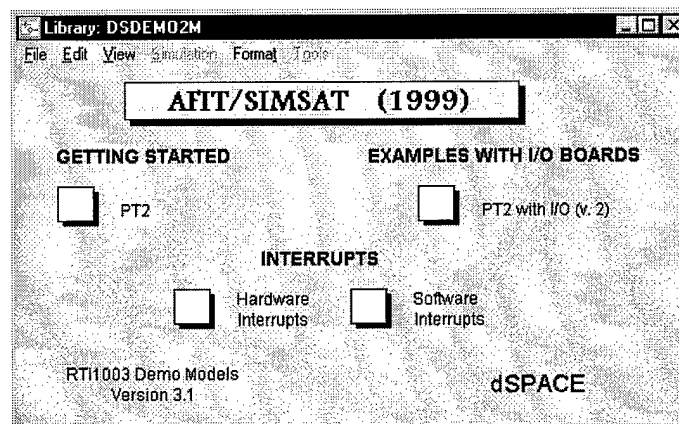 Library: DSDEMO2M
File Edit View Simulation Format Tools
AFIT/SIMSAT (1999)
GETTING STARTED
EXAMPLES WITH I/O BOARDS
PT2
PT2 with I/O (v. 2)
INTERRUPTS
Hardware
Interrupts
Software
Interrupts
RTI1003 Demo Models
Version 3.1
dSPACE